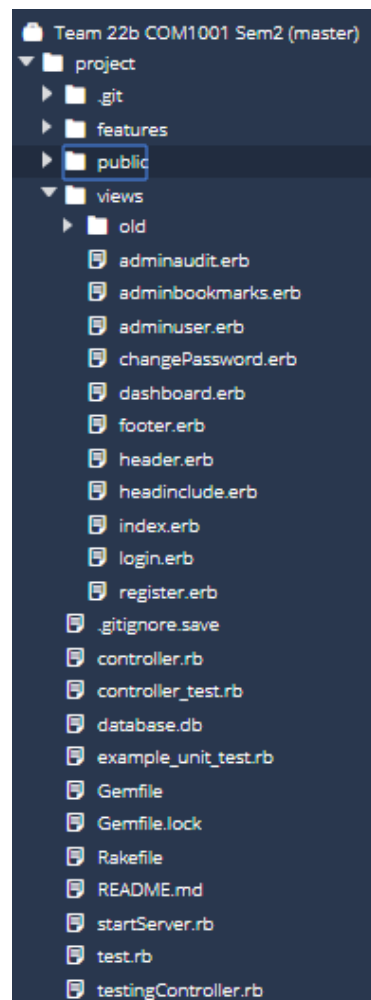 Team 22b COM1001 Sem2 (master)
project
.git
features
public
views
old
adminaudit.erb
adminbookmarks.erb
adminuser.erb
changePassword.erb
dashboard.erb
footer.erb
header.erb
headinclude.erb
index.erb
login.erb
register.erb
.gitignore.save
controller.rb
controller_test.rb
database.db
example_unit_test.rb
Gemfile
Gemfile.lock
Rakefile
README.md
startServer.rb
test.rb
testingController.rb